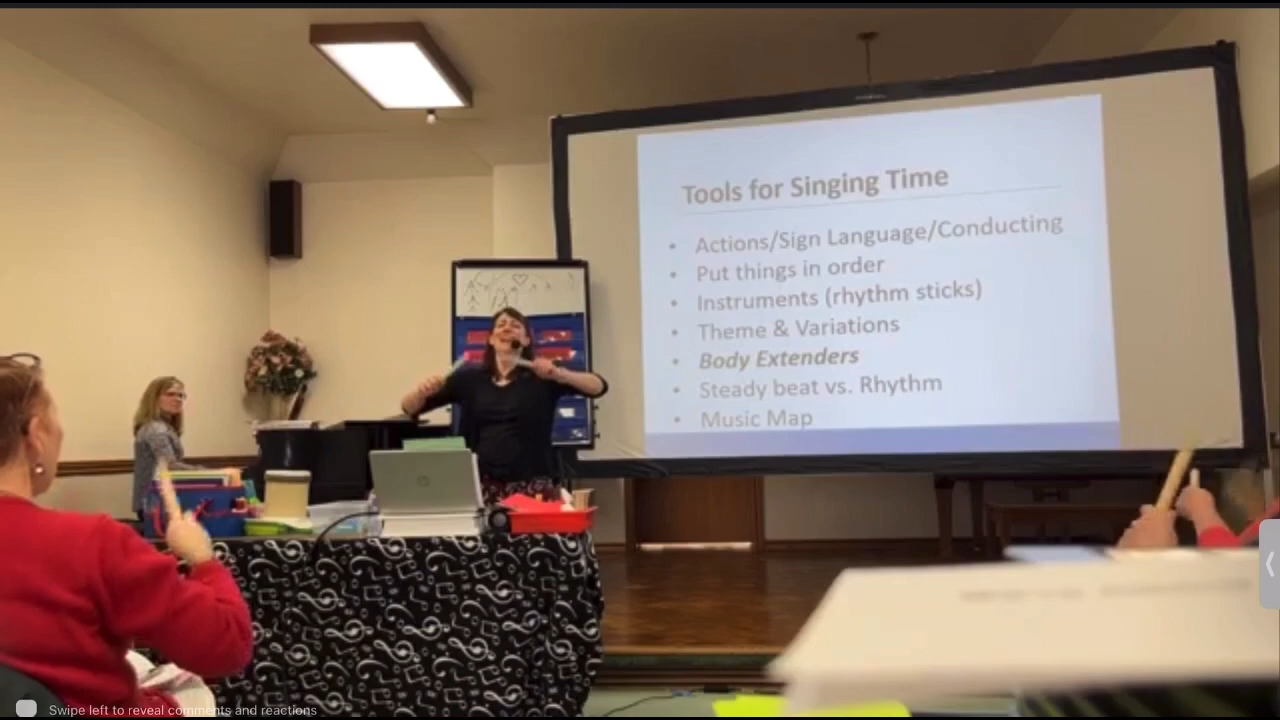 Tools for Singing Time
• Actions/Sign Language/Conducting
• Put things in order
• Instruments (rhythm sticks)
• Theme & Variations
• Body Extenders
• Steady beat vs. Rhythm
• Music Map
hp
Swipe left to reveal comments and reactions